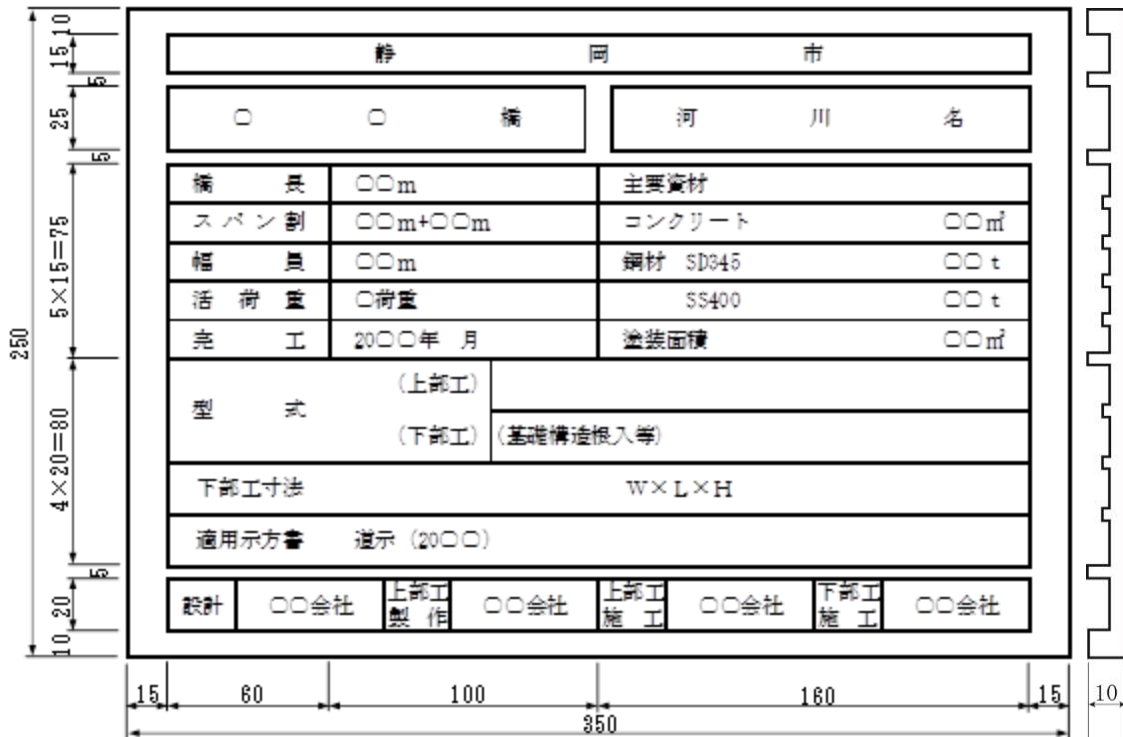 静岡市
○○橋 河川名
橋長 ○○m 主要資材
スパン割 ○○m+○○m コンクリート ○○㎥
幅員 ○○m 鋼材 SD345 ○○t
活荷重 ○荷重 SS400 ○○t
完工 20○○年 月 塗装面積 ○○㎡
型式 (上部工)
(下部工) (基礎構造根入等)
下部工寸法 W×L×H
適用示方書 道示 (20○○)
設計 ○○会社 上部工製作 ○○会社 上部工施工 ○○会社 下部工施工 ○○会社
10
15
5
25
5
5×15=75
250
4×20=80
5
20
10
15 60 100 160 15 10
350